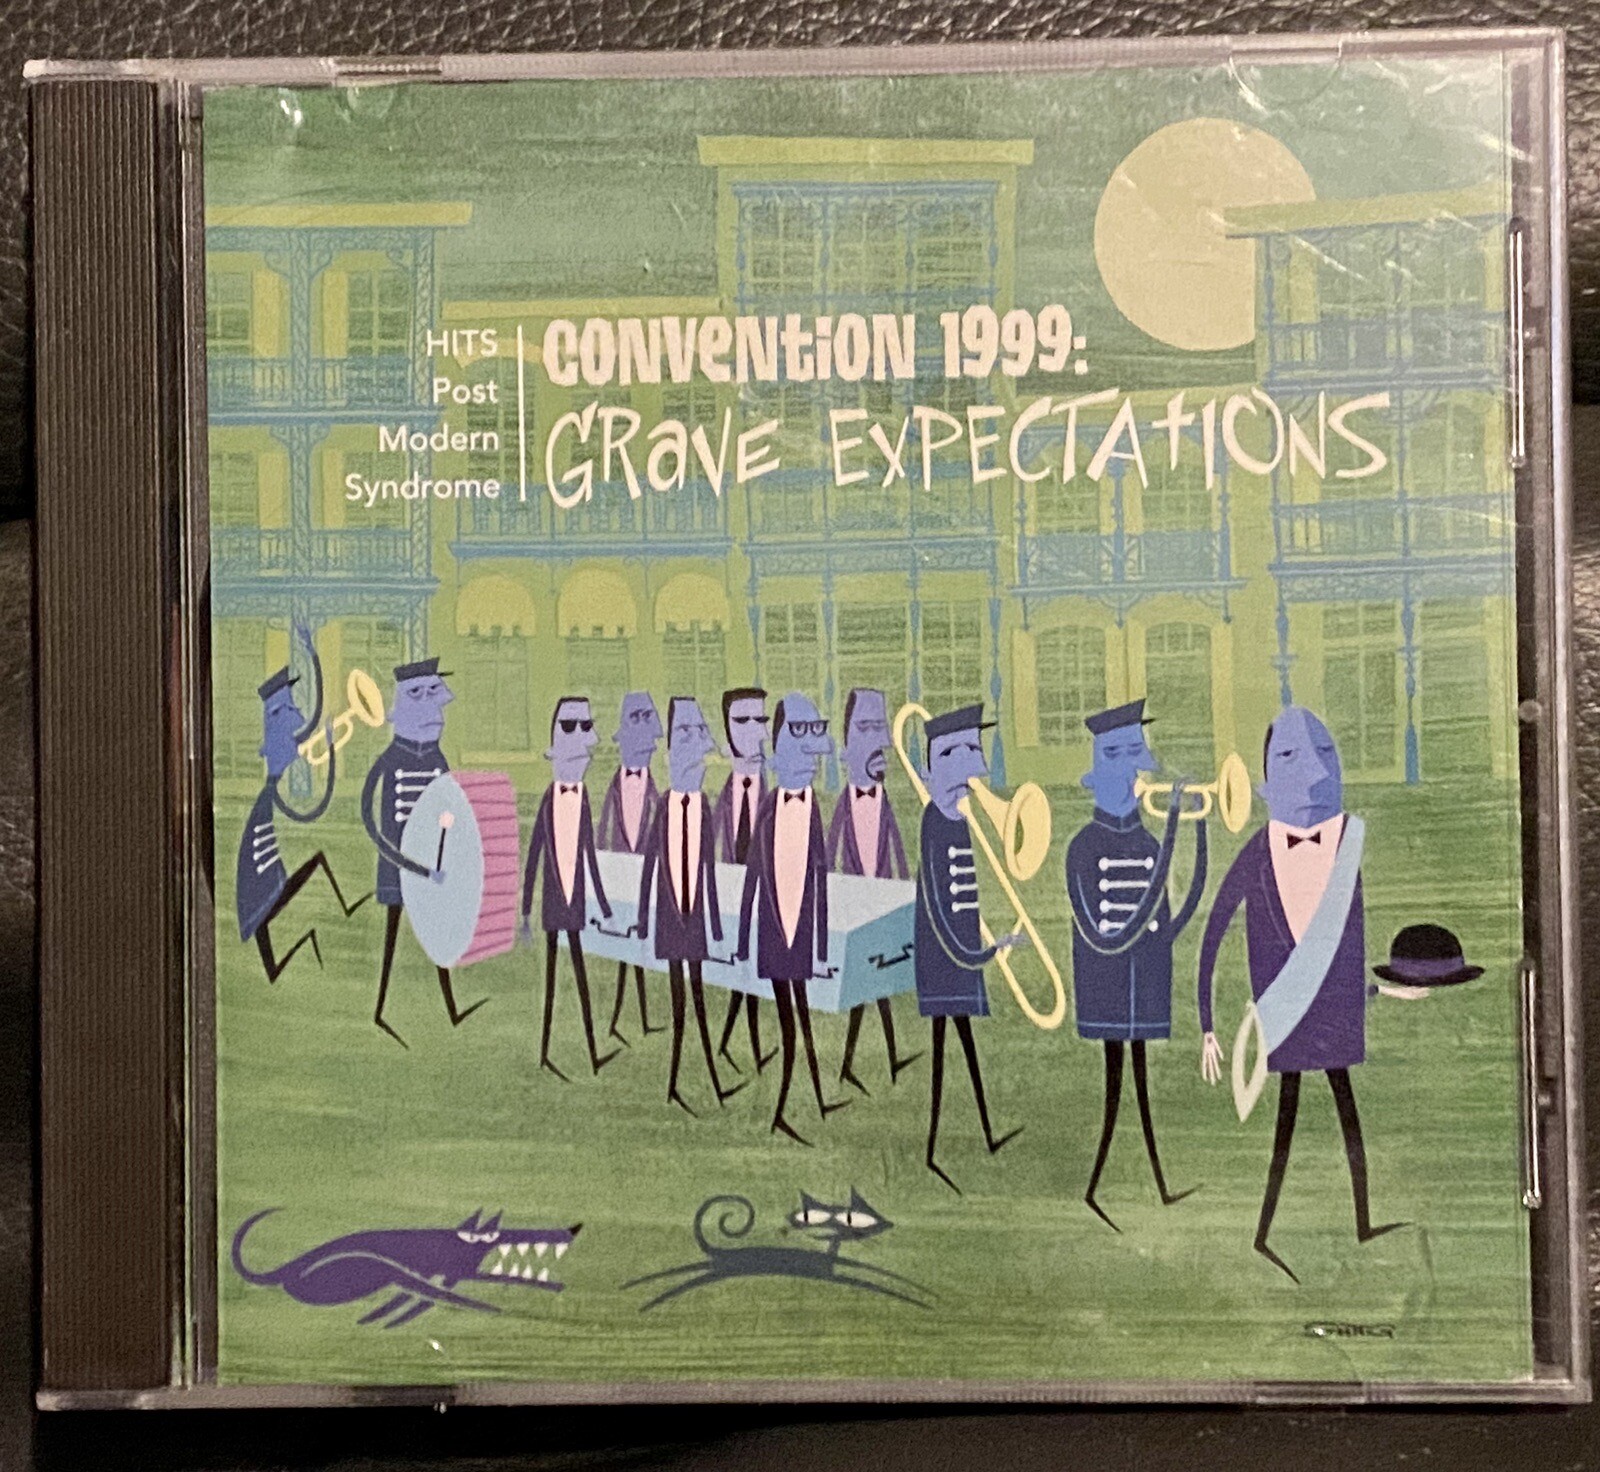 HITS
Post
Modern
Syndrome
CONVENTION 1999:
GRAVE EXPECTATIONS